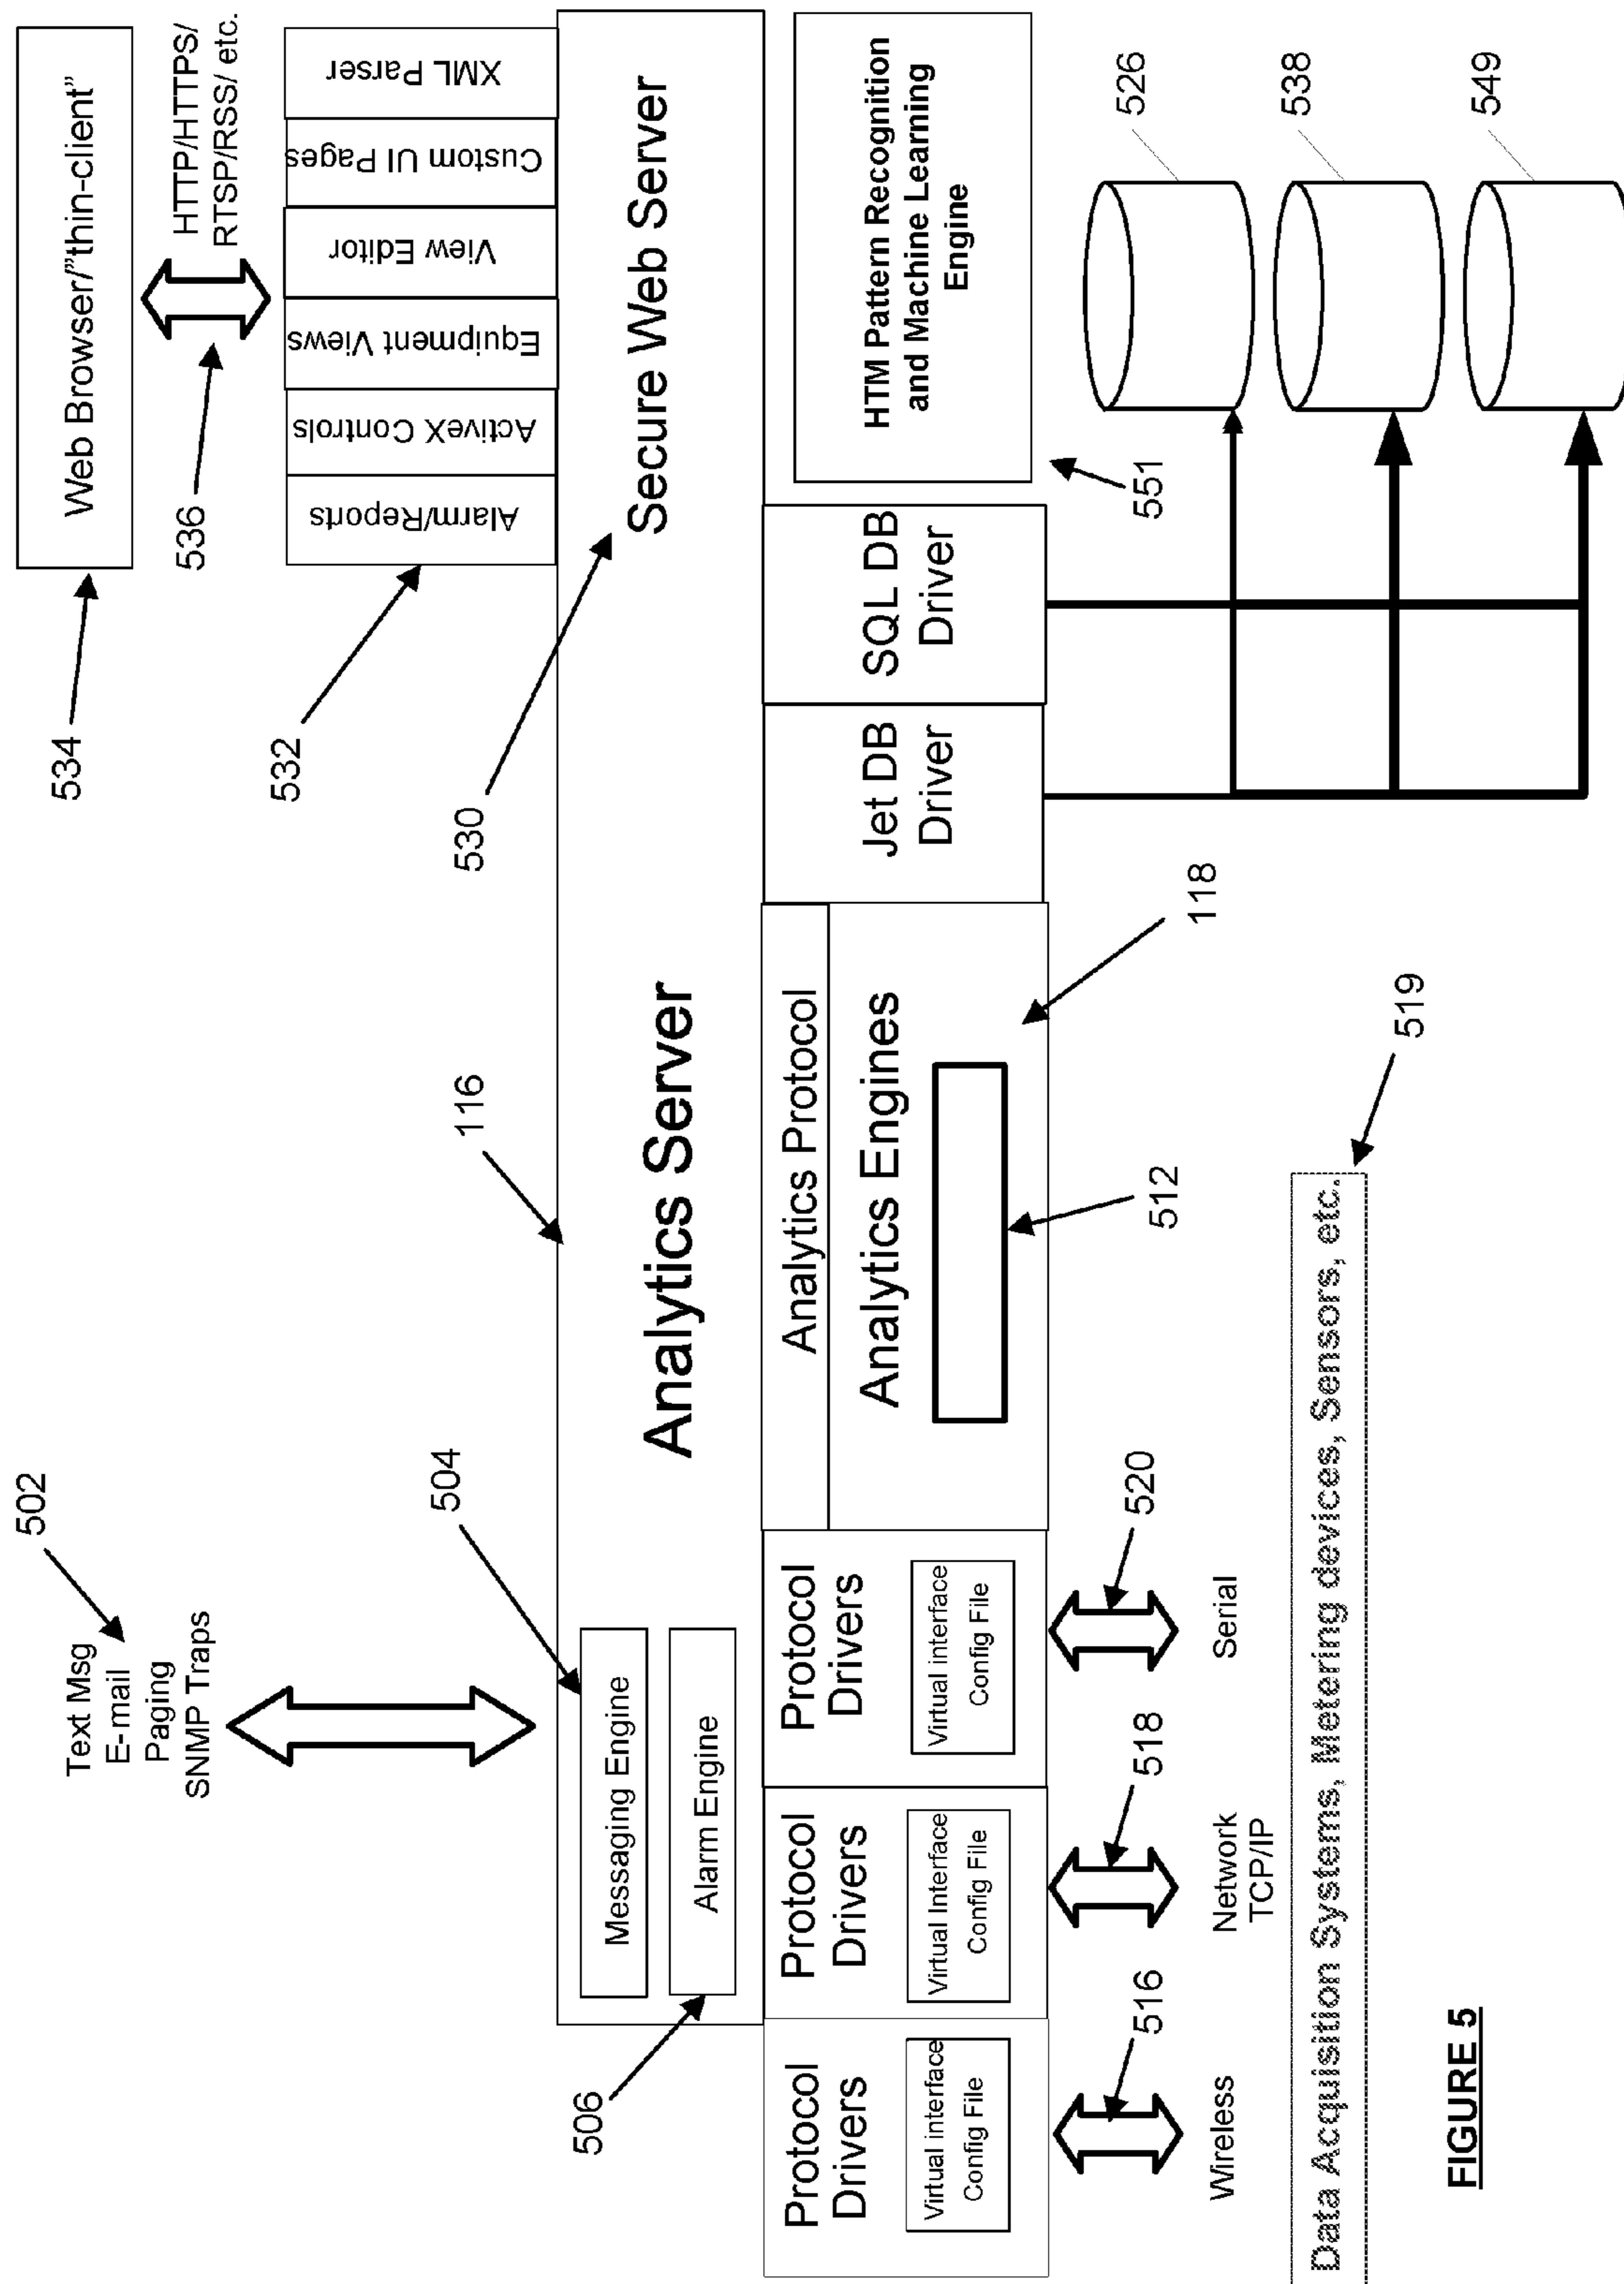 502
Text Msg
E-mail
Paging
SNMP Traps
534
Web Browser/"thin-client"
536
HTTP/HTTPS/
RTSP/RSS/ etc.
532
Alarm/Reports
ActiveX Controls
Equipment Views
View Editor
Custom UI Pages
XML Parser
504
116
530
Messaging Engine
Alarm Engine
506
Analytics Server
Secure Web Server
Protocol
Drivers
Virtual interface
Config File
Protocol
Drivers
Virtual Interface
Config File
Protocol
Drivers
Virtual interface
Config File
Analytics Protocol
Analytics Engines
Jet DB
Driver
SQL DB
Driver
HTM Pattern Recognition
and Machine Learning
Engine
516
518
520
512
118
551
526
538
549
Wireless
Network
TCP/IP
Serial
519
Data Acquisition Systems, Metering devices, Sensors, etc.
FIGURE 5